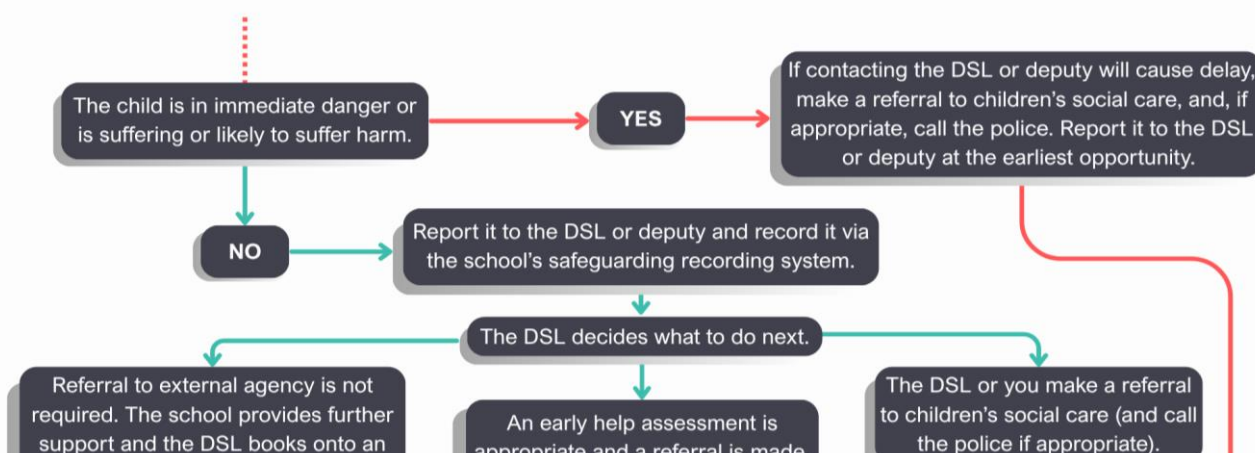 The child is in immediate danger or
is suffering or likely to suffer harm.
YES
If contacting the DSL or deputy will cause delay,
make a referral to children's social care, and, if
appropriate, call the police. Report it to the DSL
or deputy at the earliest opportunity.
NO
Report it to the DSL or deputy and record it via
the school's safeguarding recording system.
The DSL decides what to do next.
Referral to external agency is not
required. The school provides further
support and the DSL books onto an
An early help assessment is
appropriate and a referral is made
The DSL or you make a referral
to children's social care (and call
the police if appropriate).